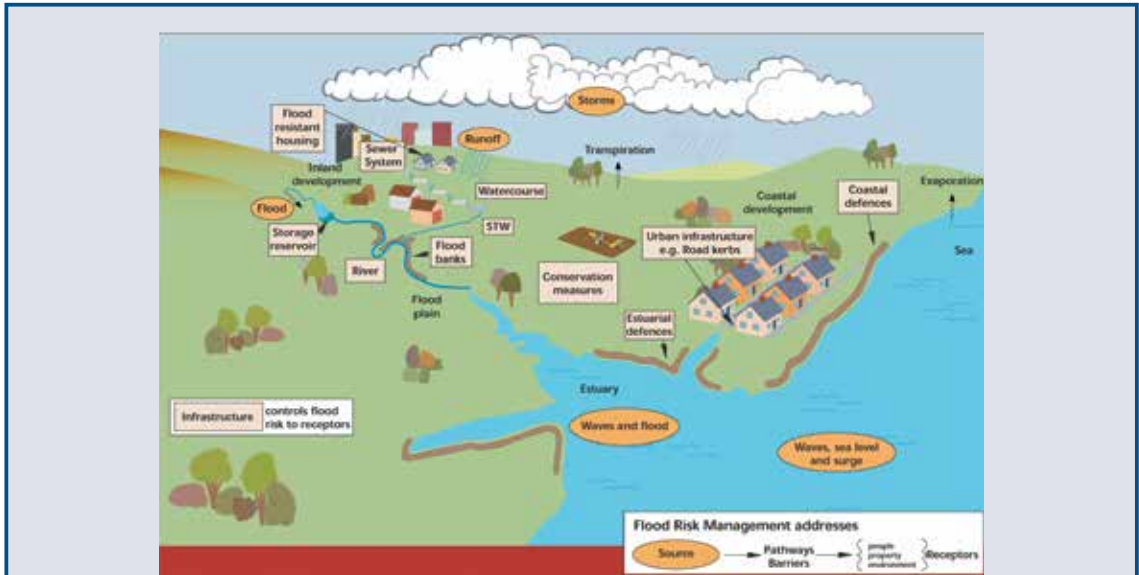 Storms
Flood
resistant
housing
Runoff
Sewer
System
Transpiration
Inland
development
Watercourse
Coastal
development
Coastal
defences
Evaporation
Flood
Storage
reservoir
STW
Urban infrastructure
e.g. Road kerbs
Sea
River
Flood
banks
Conservation
measures
Flood
plain
Estuarial
defences
Estuary
Infrastructure
controls flood
risk to receptors
Waves and flood
Waves, sea level
and surge
Flood Risk Management addresses
Source
Pathways
Barriers
people
property
environment
Receptors